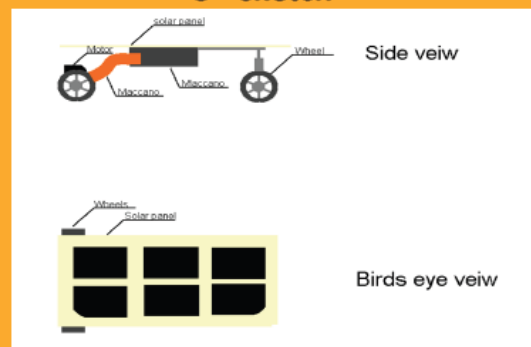 solar panel
Motor
Wheel
Side veiw
Maccano
Maccano
Wheels
Solar panel
Birds eye veiw